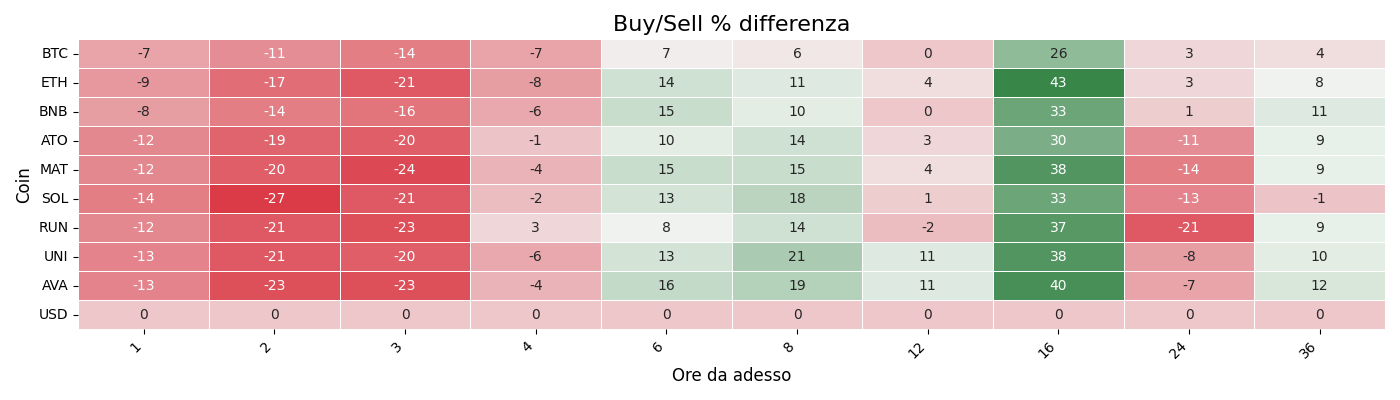 Buy/Sell % differenza
Coin
BTC -7 -11 -14 -7 7 6 0 26 3 4
ETH -9 -17 -21 -8 14 11 4 43 3 8
BNB -8 -14 -16 -6 15 10 0 33 1 11
ATO -12 -19 -20 -1 10 14 3 30 -11 9
MAT -12 -20 -24 -4 15 15 4 38 -14 9
SOL -14 -27 -21 -2 13 18 1 33 -13 -1
RUN -12 -21 -23 3 8 14 -2 37 -21 9
UNI -13 -21 -20 -6 13 21 11 38 -8 10
AVA -13 -23 -23 -4 16 19 11 40 -7 12
USD 0 0 0 0 0 0 0 0 0 0
1 2 3 4 6 8 12 16 24 36
Ore da adesso